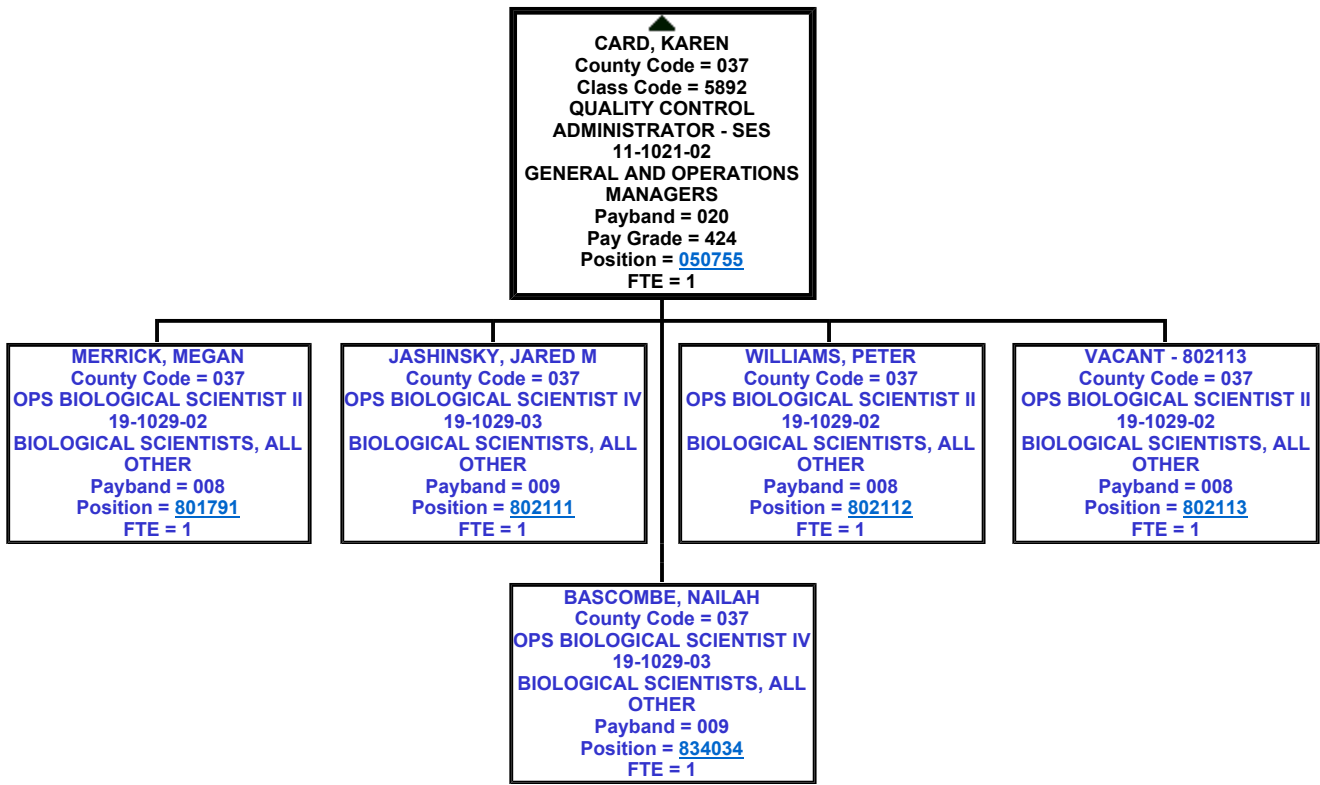 CARD, KAREN
County Code = 037
Class Code = 5892
QUALITY CONTROL
ADMINISTRATOR - SES
11-1021-02
GENERAL AND OPERATIONS
MANAGERS
Payband = 020
Pay Grade = 424
Position = 050755
FTE = 1
MERRICK, MEGAN
County Code = 037
OPS BIOLOGICAL SCIENTIST II
19-1029-02
BIOLOGICAL SCIENTISTS, ALL
OTHER
Payband = 008
Position = 801791
FTE = 1
JASHINSKY, JARED M
County Code = 037
OPS BIOLOGICAL SCIENTIST IV
19-1029-03
BIOLOGICAL SCIENTISTS, ALL
OTHER
Payband = 009
Position = 802111
FTE = 1
WILLIAMS, PETER
County Code = 037
OPS BIOLOGICAL SCIENTIST II
19-1029-02
BIOLOGICAL SCIENTISTS, ALL
OTHER
Payband = 008
Position = 802112
FTE = 1
VACANT - 802113
County Code = 037
OPS BIOLOGICAL SCIENTIST II
19-1029-02
BIOLOGICAL SCIENTISTS, ALL
OTHER
Payband = 008
Position = 802113
FTE = 1
BASCOMBE, NAILAH
County Code = 037
OPS BIOLOGICAL SCIENTIST IV
19-1029-03
BIOLOGICAL SCIENTISTS, ALL
OTHER
Payband = 009
Position = 834034
FTE = 1